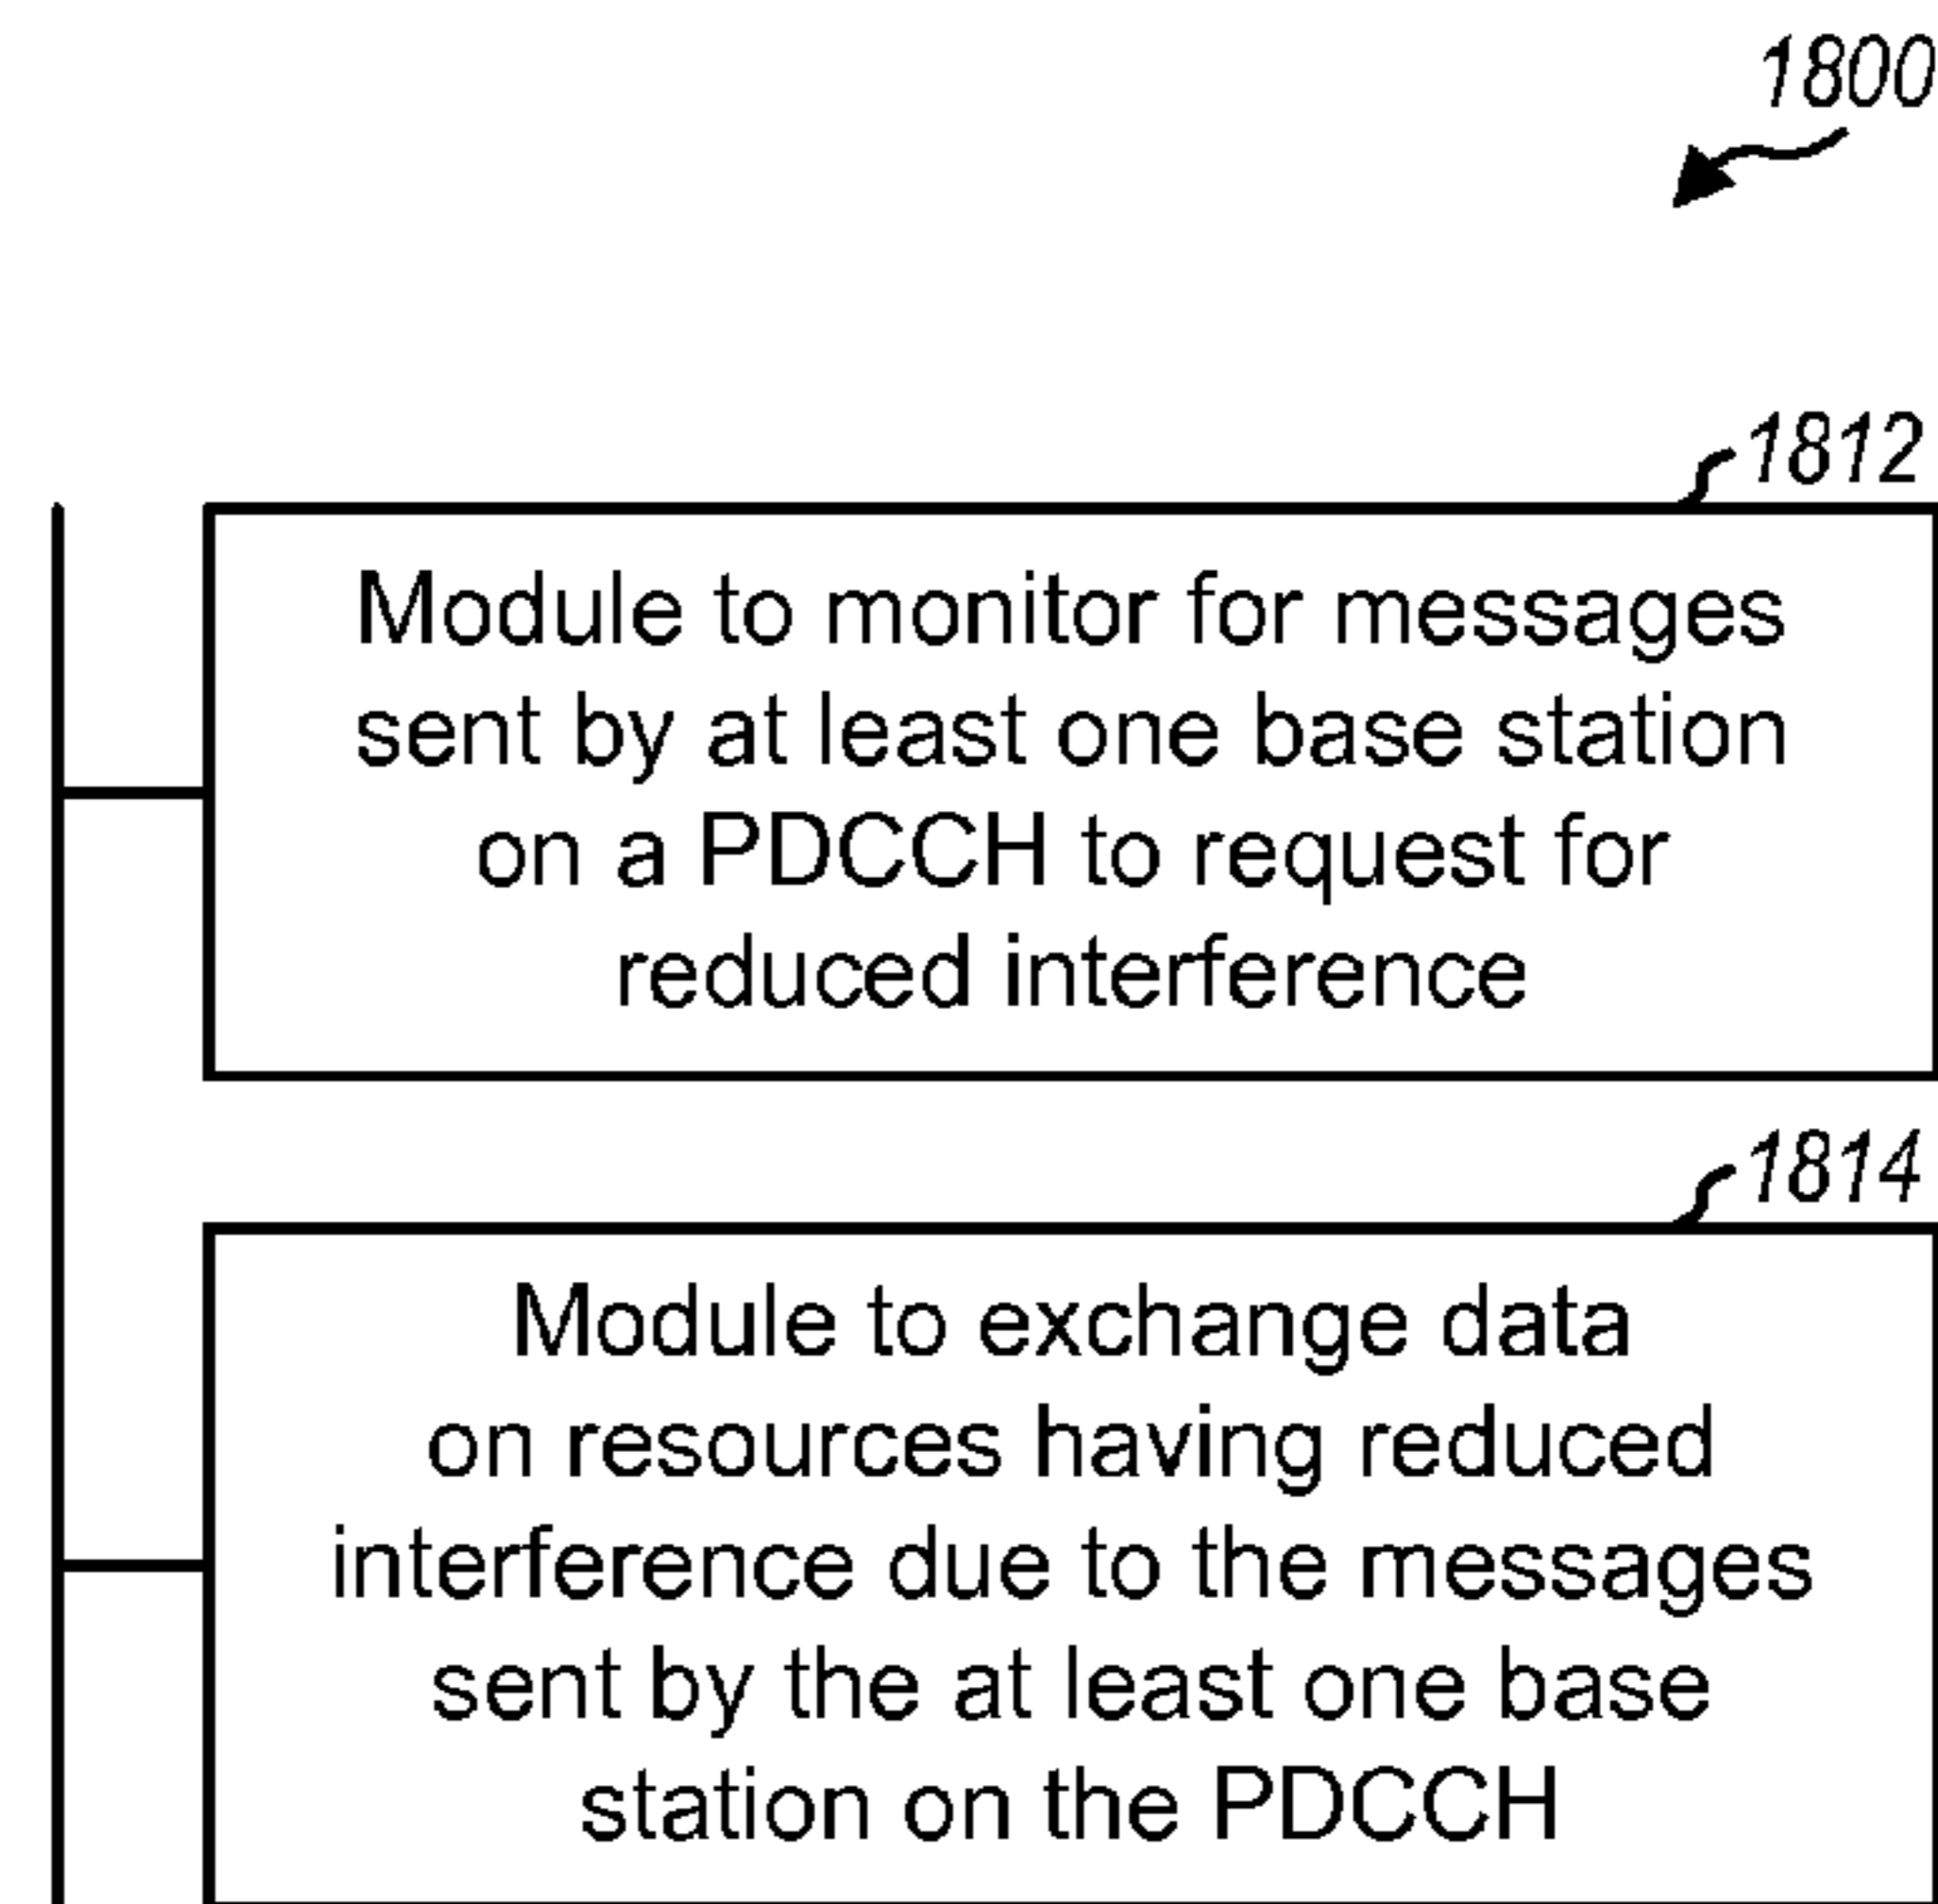 1800
1812
Module to monitor for messages
sent by at least one base station
on a PDCCH to request for
reduced interference
1814
Module to exchange data
on resources having reduced
interference due to the messages
sent by the at least one base
station on the PDCCH